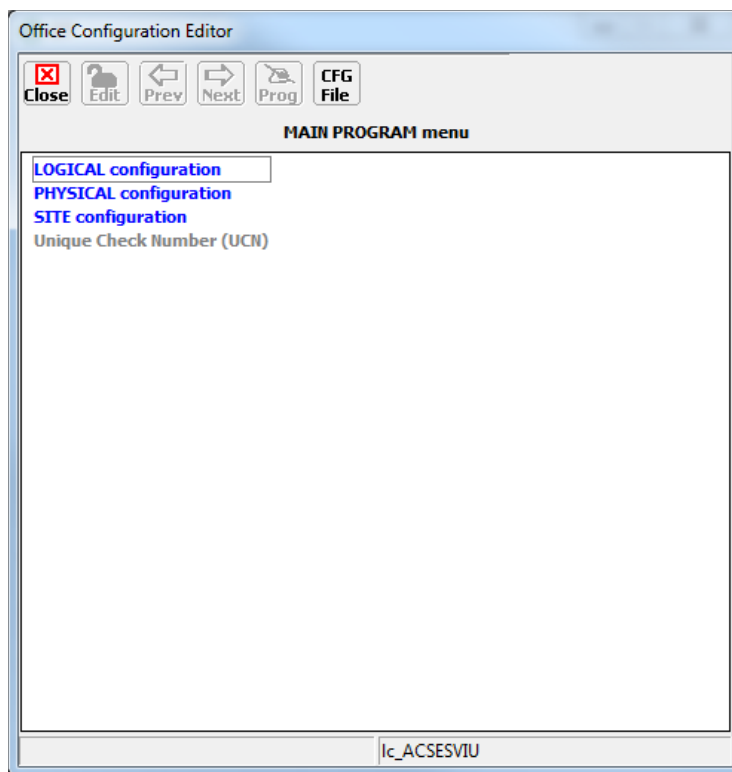 Office Configuration Editor
Close Edit Prev Next Prog CFG File
MAIN PROGRAM menu
LOGICAL configuration
PHYSICAL configuration
SITE configuration
Unique Check Number (UCN)
lc_ACSESVIU